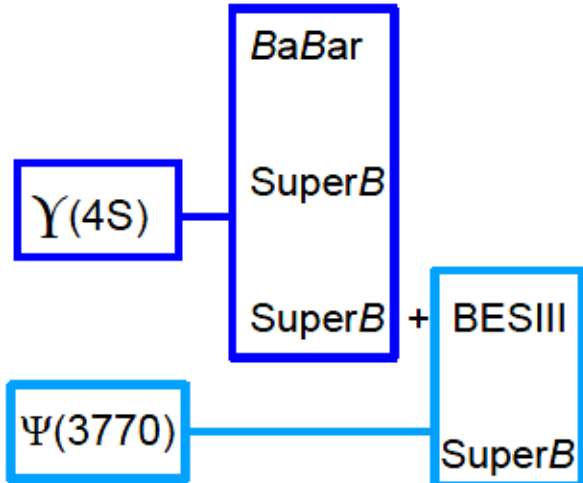 BaBar
SuperB
ϒ(4S)
SuperB + BESIII
Ψ(3770)
SuperB